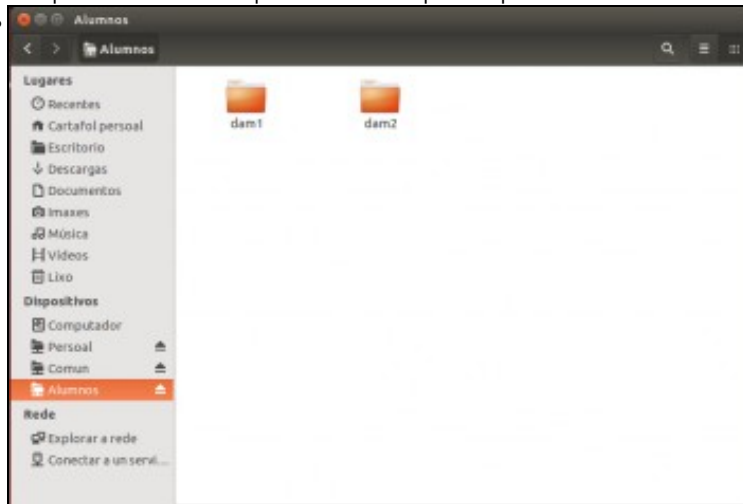 Alumnos
Alumnos
Lugares
Recentes
Cartafol persoal
Escritorio
Descargas
Documentos
Imaxes
Música
Vídeos
Lixo
Dispositivos
Computador
Persoal
Comun
Alumnos
Rede
Explorar a rede
Conectar a un servi...
dam1 dam2